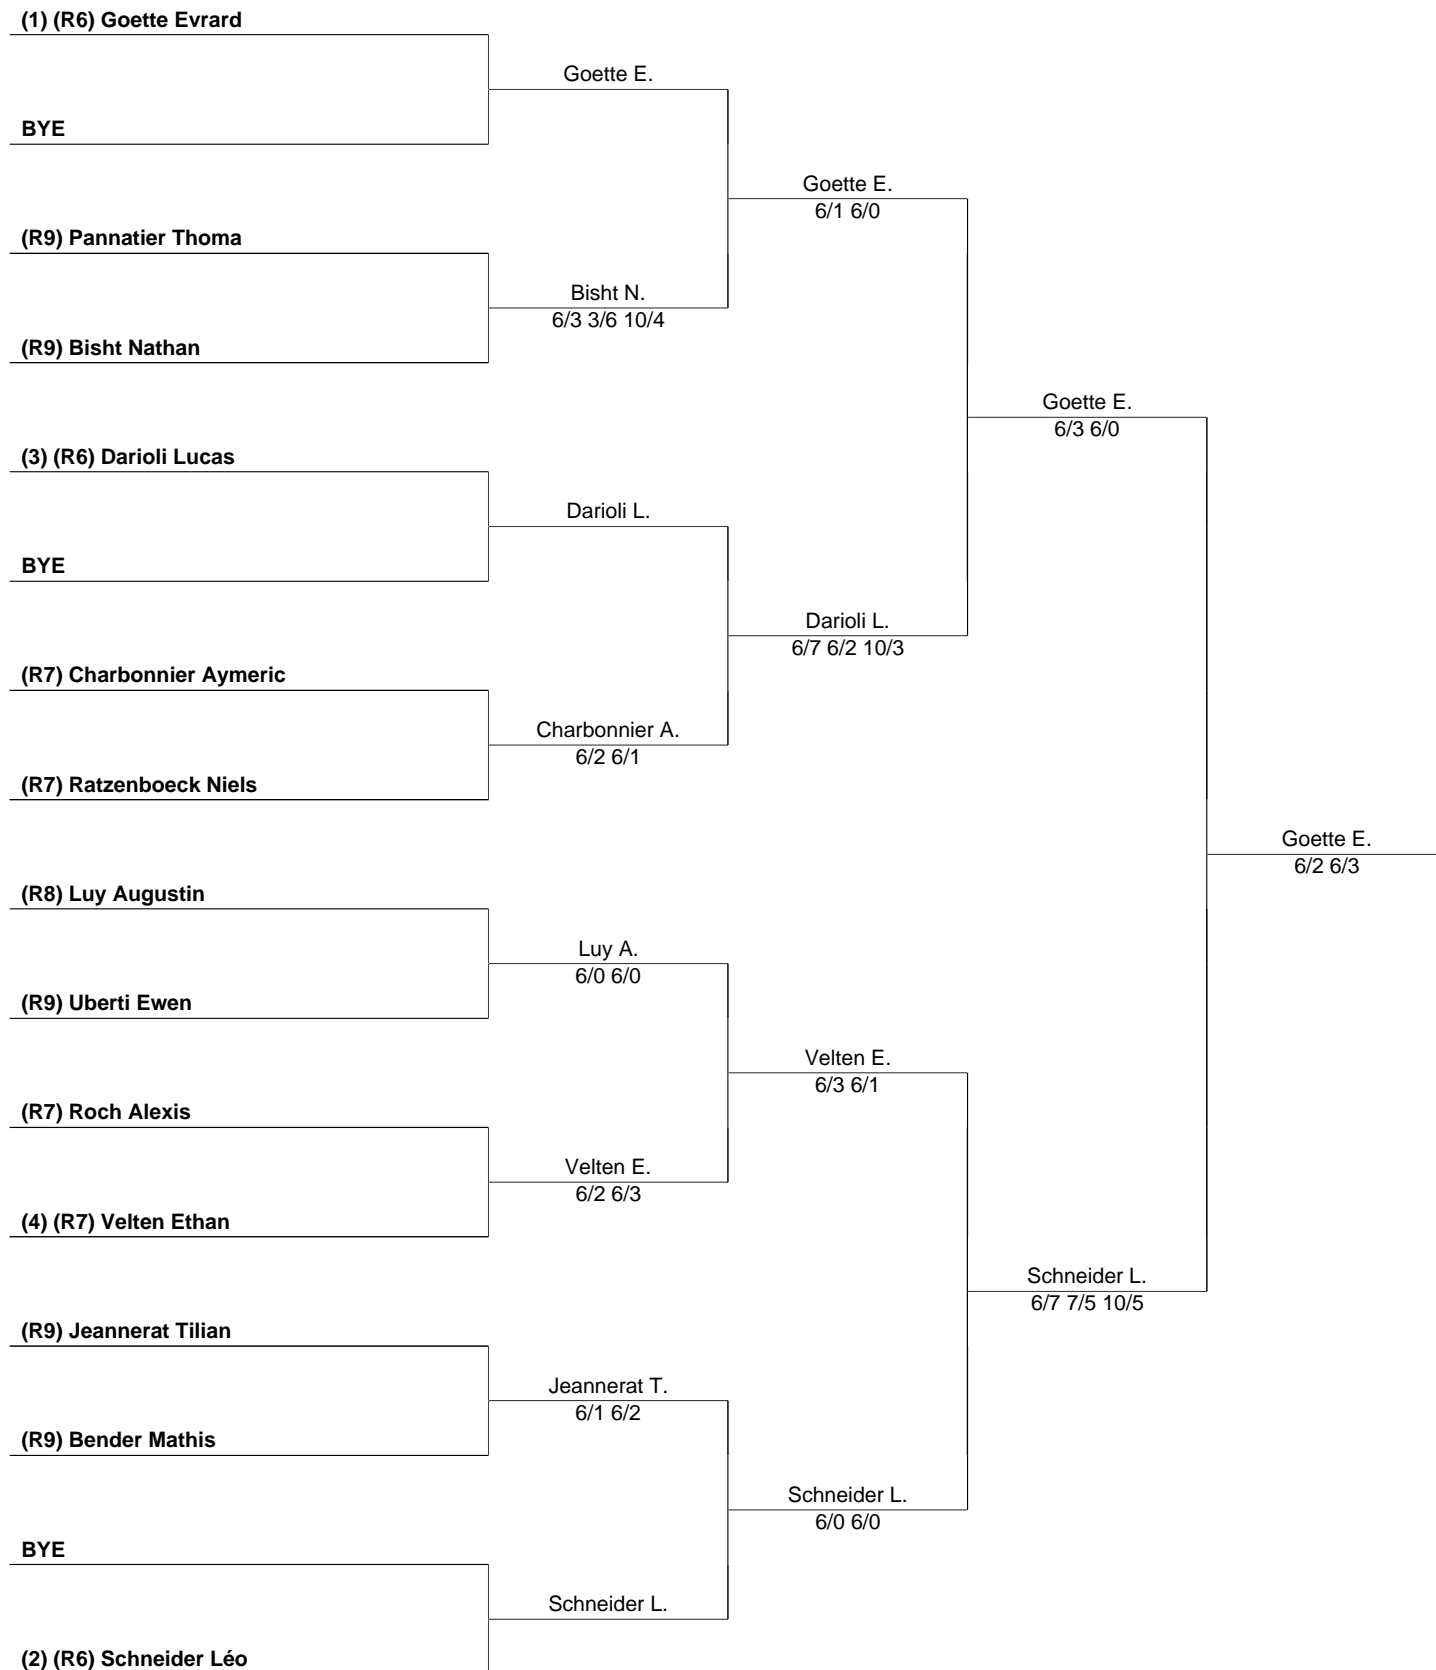 (1) (R6) Goette Evrard
Goette E.
BYE
Goette E.
6/1 6/0
(R9) Pannatier Thoma
Bisht N.
6/3 3/6 10/4
(R9) Bisht Nathan
Goette E.
6/3 6/0
(3) (R6) Darioli Lucas
Darioli L.
BYE
Darioli L.
6/7 6/2 10/3
(R7) Charbonnier Aymeric
Charbonnier A.
6/2 6/1
(R7) Ratzenboeck Niels
Goette E.
6/2 6/3
(R8) Luy Augustin
Luy A.
6/0 6/0
(R9) Uberti Ewen
Velten E.
6/3 6/1
(R7) Roch Alexis
Velten E.
6/2 6/3
(4) (R7) Velten Ethan
Schneider L.
6/7 7/5 10/5
(R9) Jeannerat Tilian
Jeannerat T.
6/1 6/2
(R9) Bender Mathis
Schneider L.
6/0 6/0
BYE
Schneider L.
(2) (R6) Schneider Léo